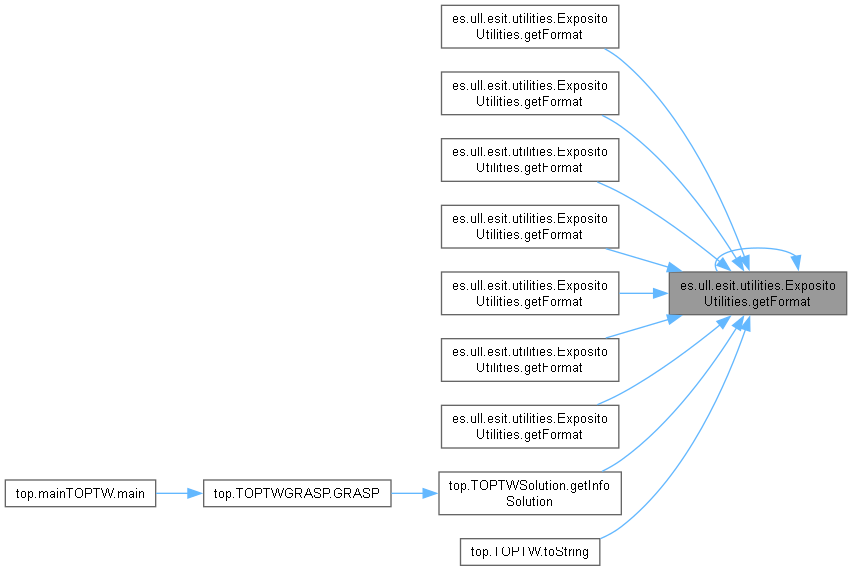 es.ull.esit.utilities.Exposito
Utilities.getFormat
es.ull.esit.utilities.Exposito
Utilities.getFormat
es.ull.esit.utilities.Exposito
Utilities.getFormat
es.ull.esit.utilities.Exposito
Utilities.getFormat
es.ull.esit.utilities.Exposito
Utilities.getFormat
es.ull.esit.utilities.Exposito
Utilities.getFormat
es.ull.esit.utilities.Exposito
Utilities.getFormat
es.ull.esit.utilities.Exposito
Utilities.getFormat
top.mainTOPTW.main
top.TOPTWGRASP.GRASP
top.TOPTWSolution.getInfo
Solution
top.TOPTW.toString